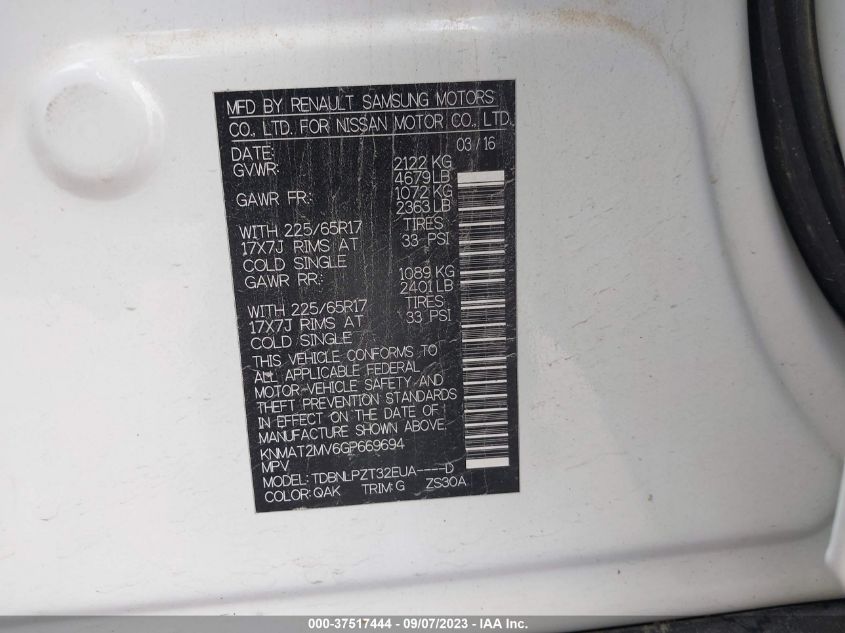 MFD BY RENAULT SAMSUNG MOTORS
CO., LTD. FOR NISSAN MOTOR CO., LTD.
DATE: 03/16
GVWR: 2122 KG
4679 LB
GAWR FR: 1072 KG
2363 LB
WITH 225/65R17 TIRES
17X7J RIMS AT 33 PSI
COLD SINGLE
GAWR RR: 1089 KG
2401 LB
WITH 225/65R17 TIRES
17X7J RIMS AT 33 PSI
COLD SINGLE
THIS VEHICLE CONFORMS TO
ALL APPLICABLE FEDERAL
MOTOR-VEHICLE SAFETY AND
THEFT PREVENTION STANDARDS
IN EFFECT ON THE DATE OF
MANUFACTURE SHOWN ABOVE.
KNMAT2MV6GP669694
MPV
MODEL: TDBNLPZT32EUA----D
COLOR: QAK TRIM: G ZS30A
000-37517444 - 09/07/2023 - IAA Inc.